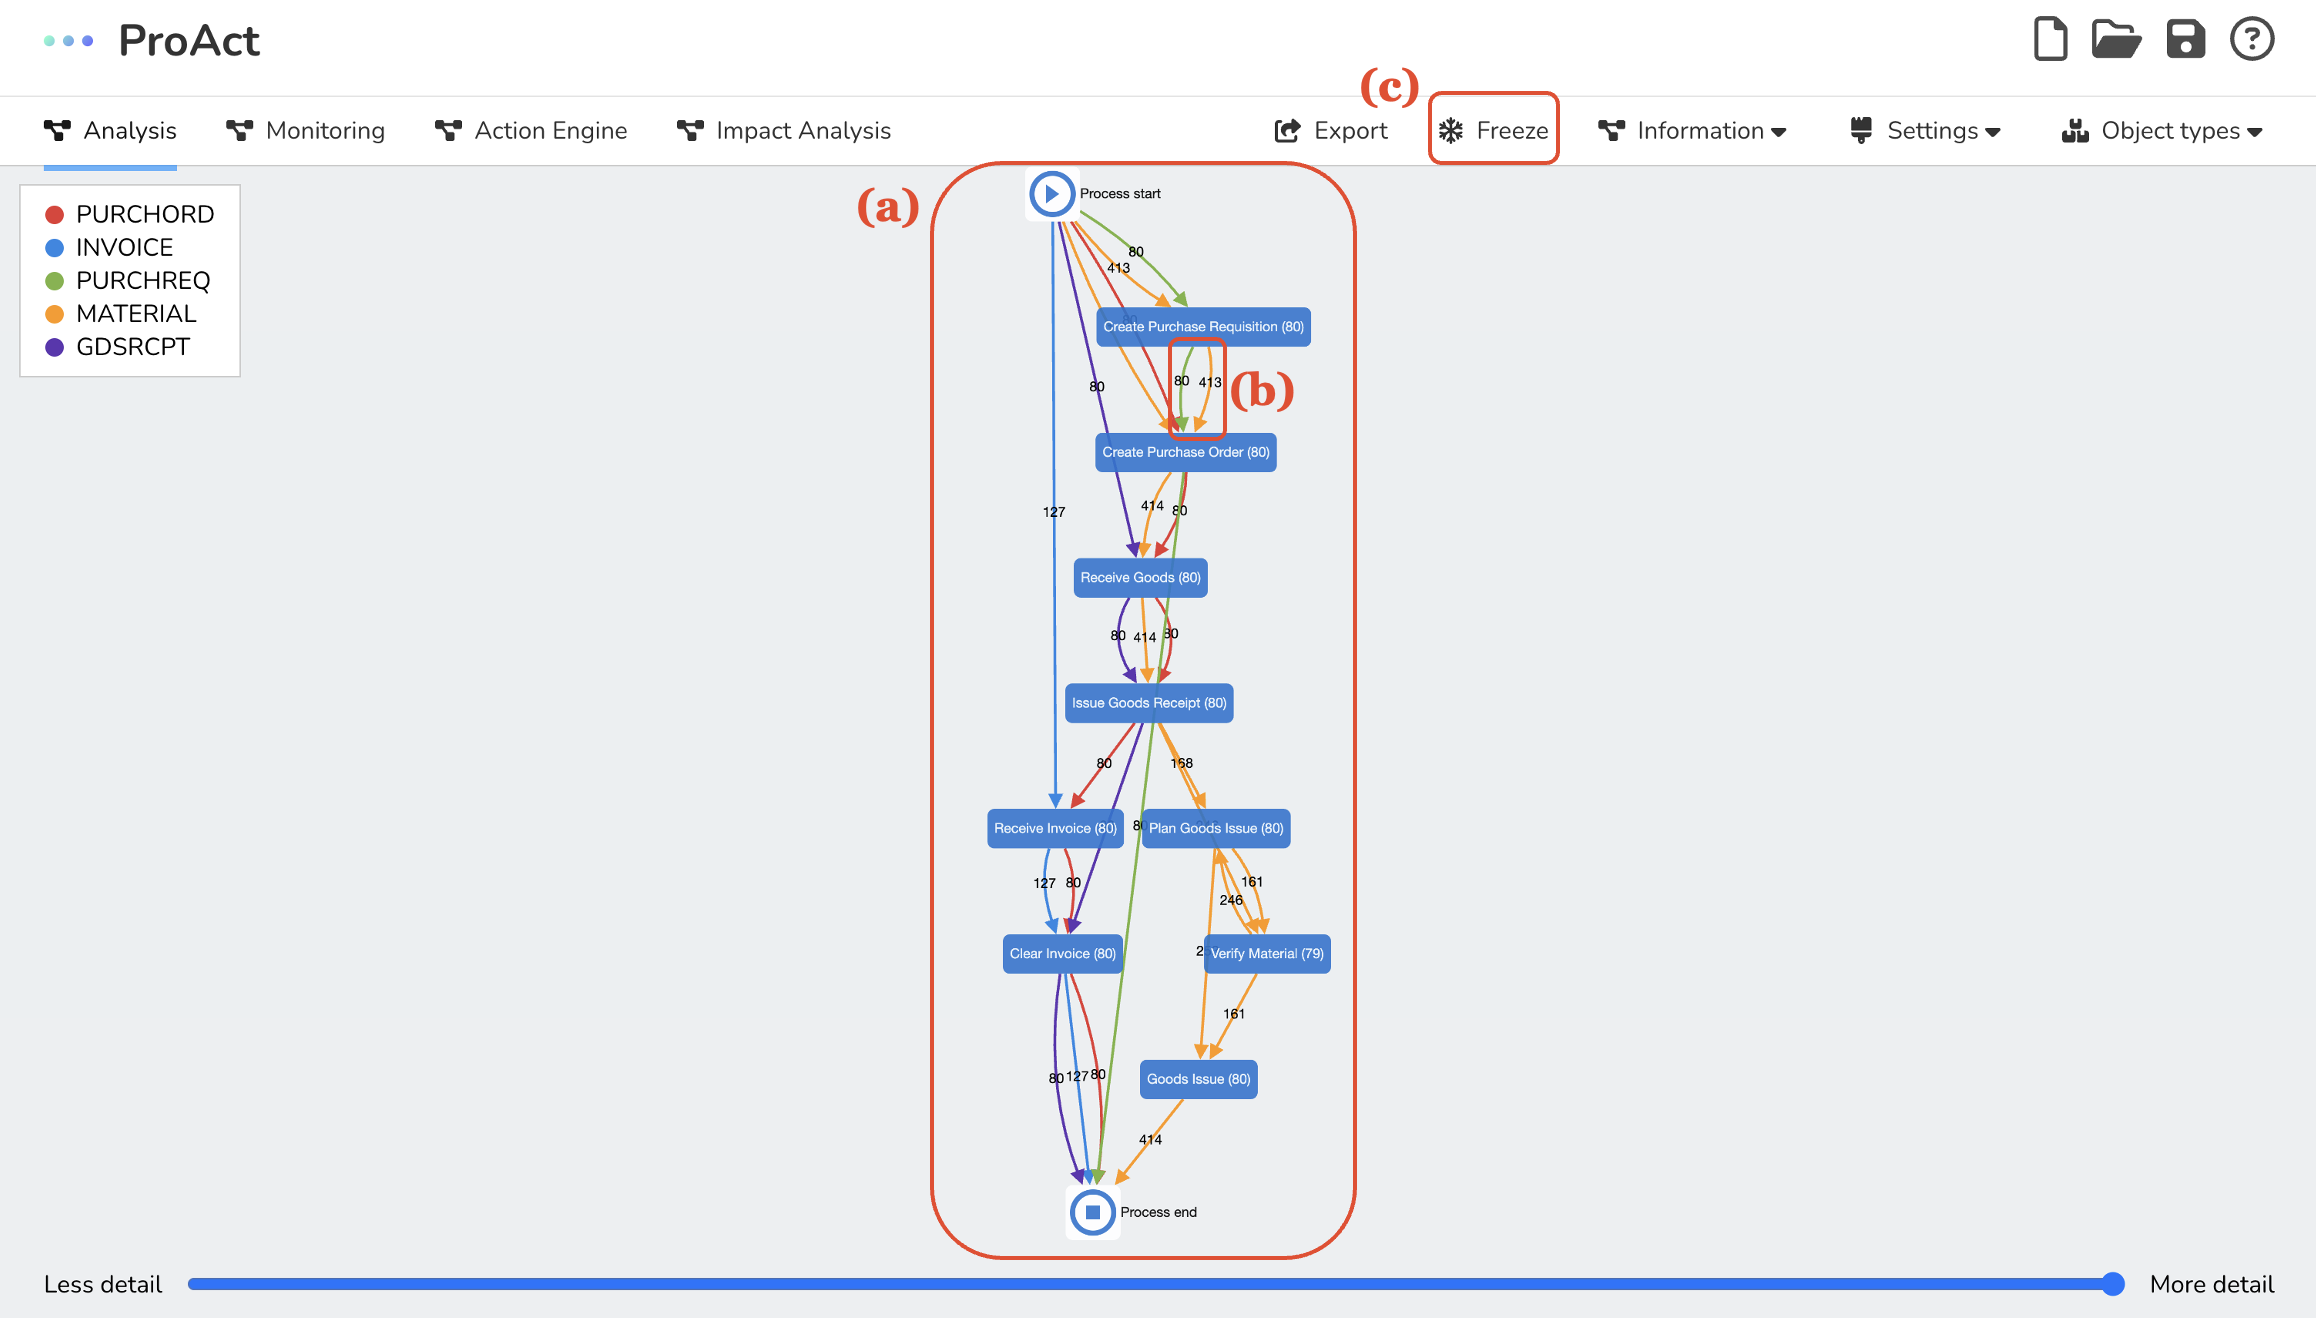 ProAct
(c)
Analysis
Monitoring
Action Engine
Impact Analysis
Export
Freeze
Information
Settings
Object types
PURCHORD
INVOICE
PURCHREQ
MATERIAL
GDSRCPT
(a)
Process start
80
413
Create Purchase Requisition (80)
80
80
413
(b)
Create Purchase Order (80)
127
414
80
Receive Goods (80)
80
414
80
Issue Goods Receipt (80)
80
168
Receive Invoice (80)
80
Plan Goods Issue (80)
127
80
161
246
Clear Invoice (80)
Verify Material (79)
161
80
127
80
Goods Issue (80)
414
Process end
Less detail
More detail